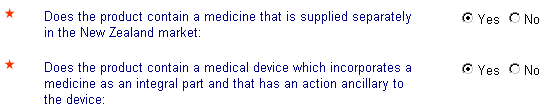 Does the product contain a medicine that is supplied separately Yes No
in the New Zealand market:
Does the product contain a medical device which incorporates a Yes No
medicine as an integral part and that has an action ancillary to
the device: